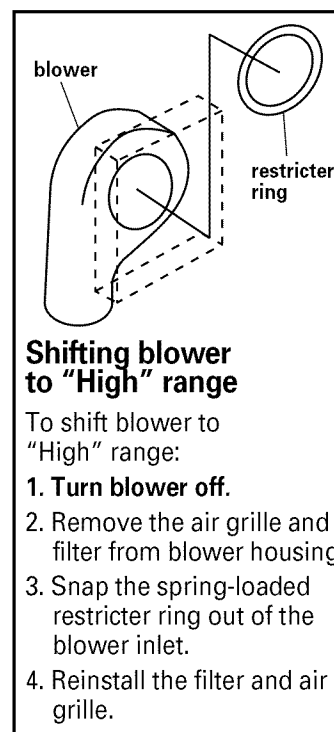 blower
restricter
ring
Shifting blower
to “High” range
To shift blower to
“High” range:
1. Turn blower off.
2. Remove the air grille and
filter from blower housing
3. Snap the spring-loaded
restricter ring out of the
blower inlet.
4. Reinstall the filter and air
grille.